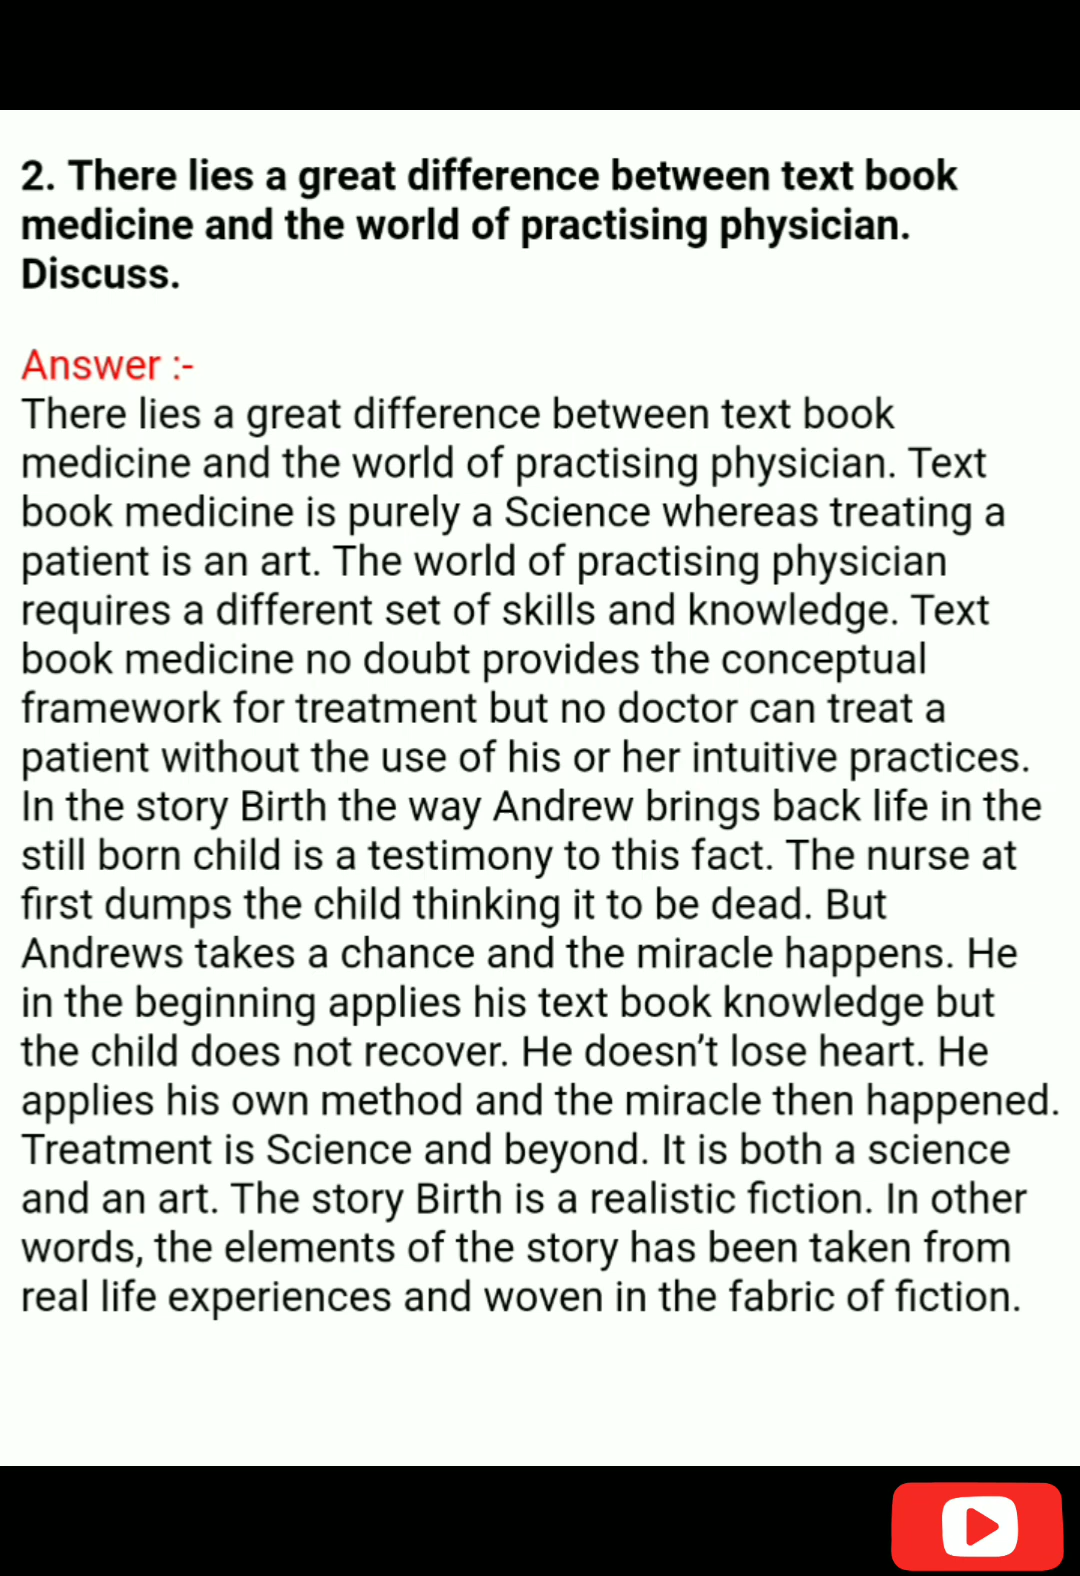 2. There lies a great difference between text book
medicine and the world of practising physician.
Discuss.
Answer :-
There lies a great difference between text book
medicine and the world of practising physician. Text
book medicine is purely a Science whereas treating a
patient is an art. The world of practising physician
requires a different set of skills and knowledge. Text
book medicine no doubt provides the conceptual
framework for treatment but no doctor can treat a
patient without the use of his or her intuitive practices.
In the story Birth the way Andrew brings back life in the
still born child is a testimony to this fact. The nurse at
first dumps the child thinking it to be dead. But
Andrews takes a chance and the miracle happens. He
in the beginning applies his text book knowledge but
the child does not recover. He doesn’t lose heart. He
applies his own method and the miracle then happened.
Treatment is Science and beyond. It is both a science
and an art. The story Birth is a realistic fiction. In other
words, the elements of the story has been taken from
real life experiences and woven in the fabric of fiction.